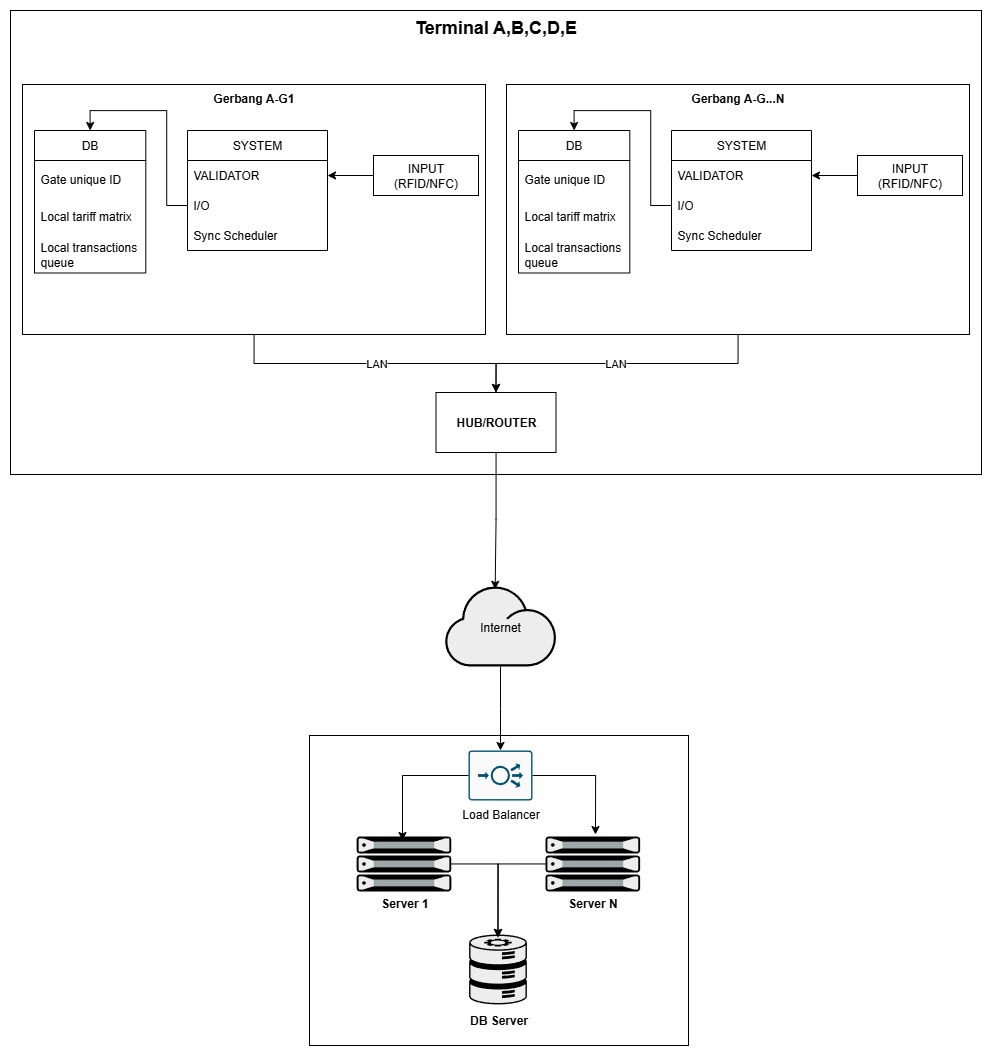 Terminal A,B,C,D,E
Gerbang A-G1
DB
Gate unique ID
Local tariff matrix
Local transactions
queue
SYSTEM
VALIDATOR
I/O
Sync Scheduler
INPUT
(RFID/NFC)
Gerbang A-G...N
DB
Gate unique ID
Local tariff matrix
Local transactions
queue
SYSTEM
VALIDATOR
I/O
Sync Scheduler
INPUT
(RFID/NFC)
LAN
LAN
HUB/ROUTER
Internet
Load Balancer
Server 1
Server N
DB Server